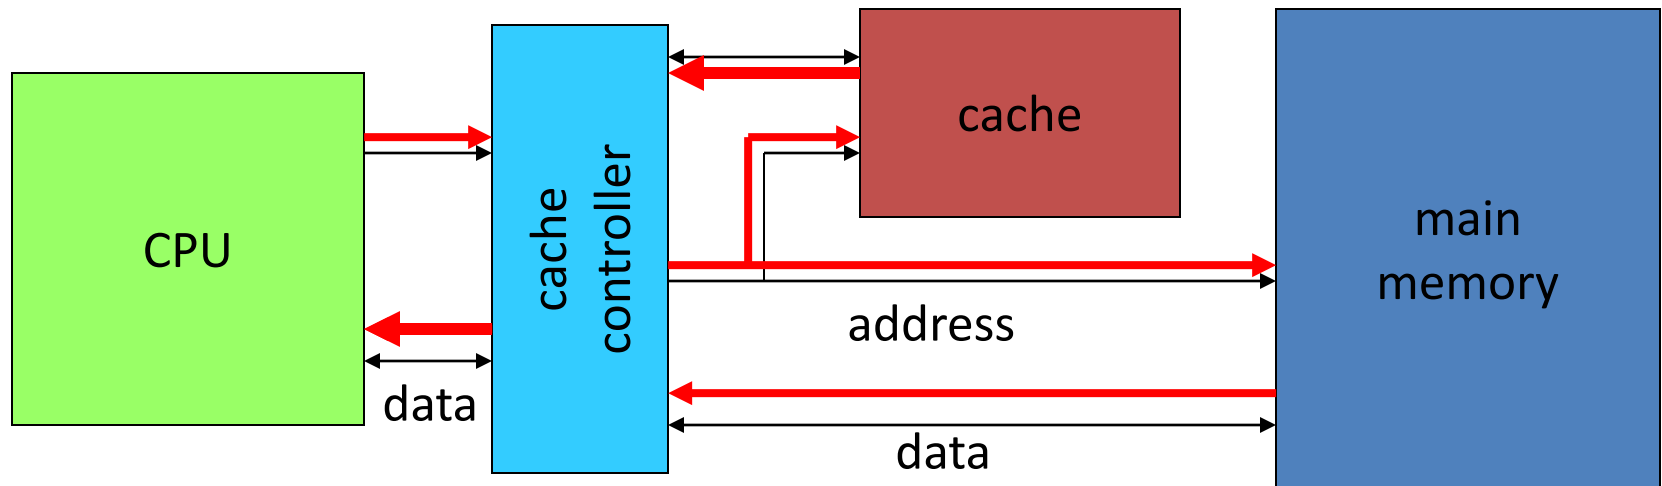 CPU
data
cache
controller
cache
address
data
main
memory